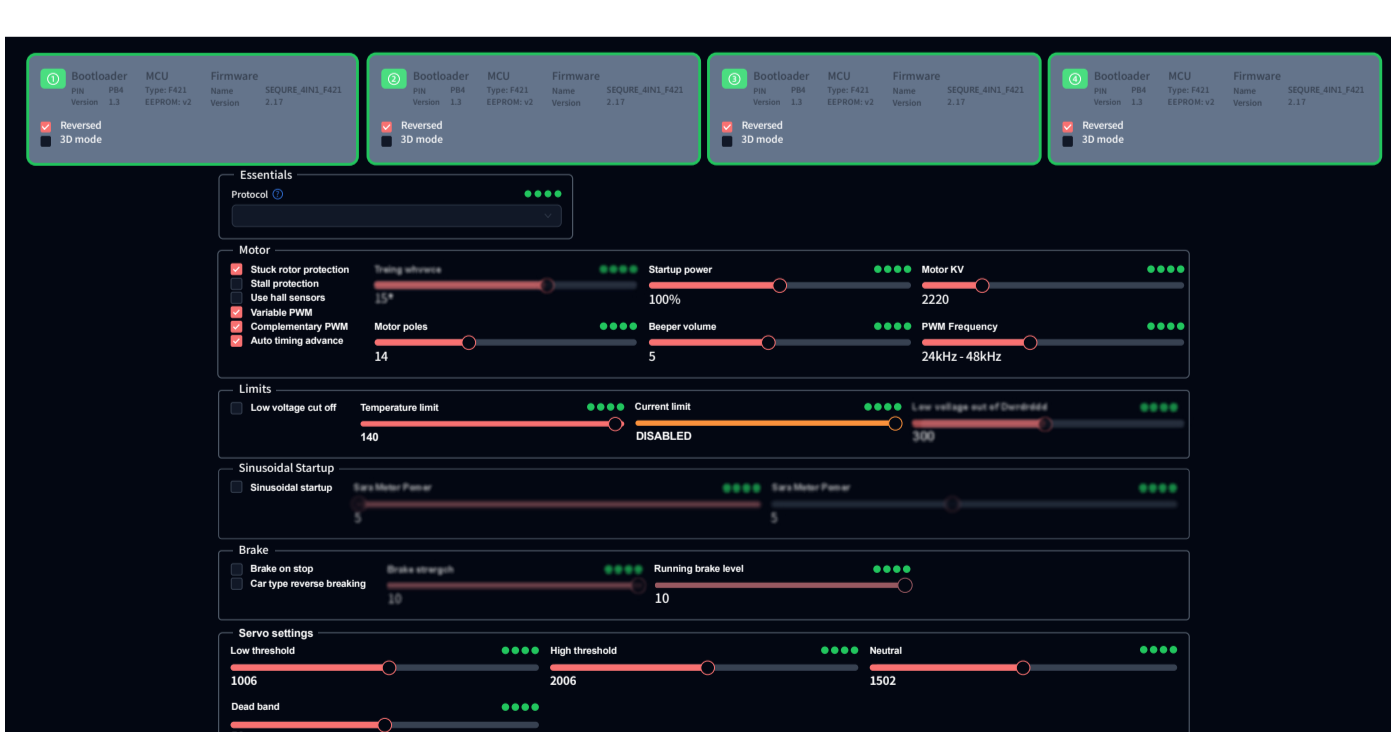 ① Bootloader MCU Firmware
PIN PB4 Type: F421 Name SEQURE_4IN1_F421
Version 1.3 EEPROM: v2 Version 2.17
Reversed
3D mode
② Bootloader MCU Firmware
PIN PB4 Type: F421 Name SEQURE_4IN1_F421
Version 1.3 EEPROM: v2 Version 2.17
Reversed
3D mode
③ Bootloader MCU Firmware
PIN PB4 Type: F421 Name SEQURE_4IN1_F421
Version 1.3 EEPROM: v2 Version 2.17
Reversed
3D mode
④ Bootloader MCU Firmware
PIN PB4 Type: F421 Name SEQURE_4IN1_F421
Version 1.3 EEPROM: v2 Version 2.17
Reversed
3D mode
Essentials
Protocol ?
Motor
Stuck rotor protection
Stall protection
Use hall sensors
Variable PWM
Complementary PWM
Auto timing advance
15°
Startup power
100%
Motor KV
2220
Motor poles
14
Beeper volume
5
PWM Frequency
24kHz - 48kHz
Limits
Low voltage cut off
Temperature limit
140
Current limit
DISABLED
300
Sinusoidal Startup
Sinusoidal startup
5
5
Brake
Brake on stop
Car type reverse breaking
10
Running brake level
10
Servo settings
Low threshold
1006
High threshold
2006
Neutral
1502
Dead band